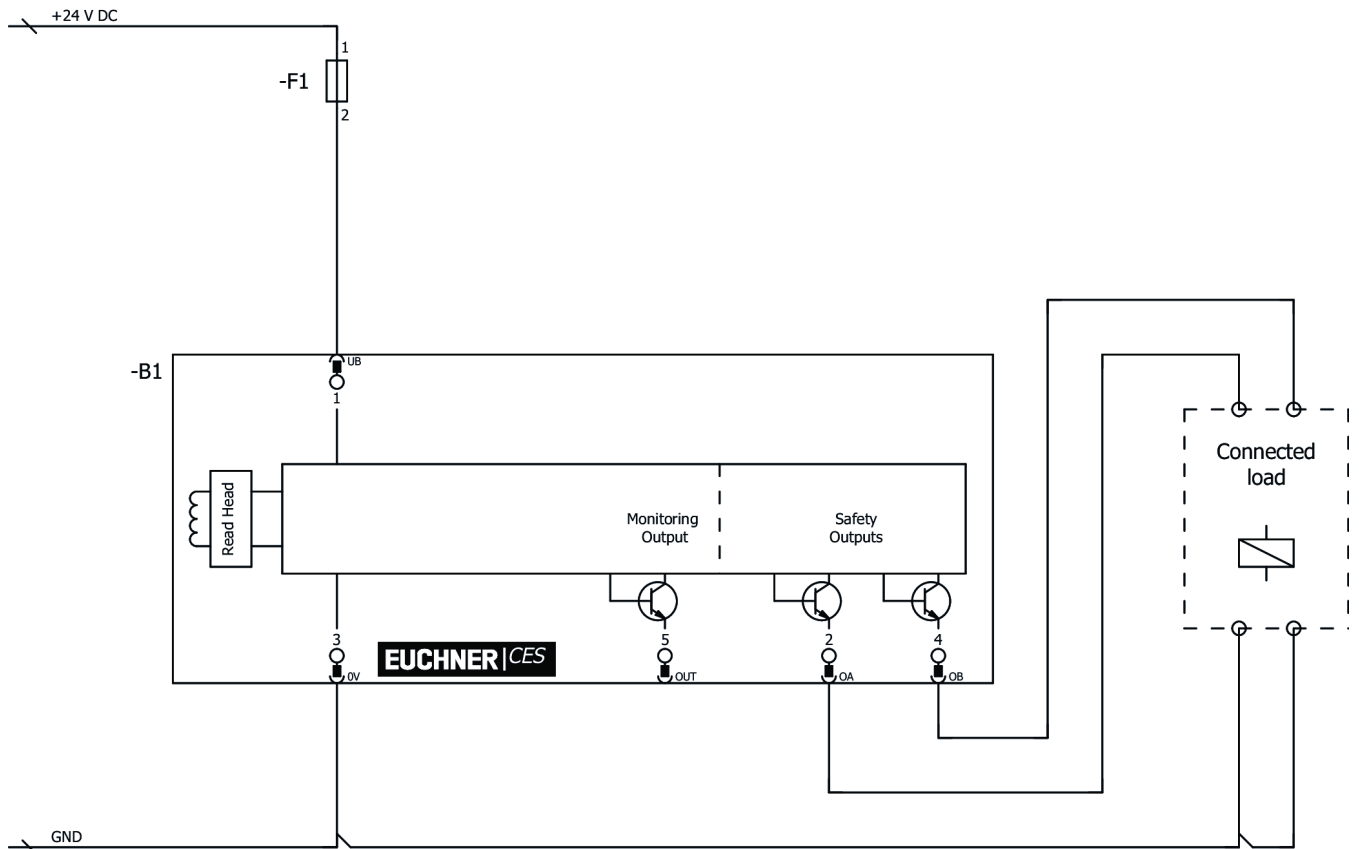 +24 V DC
1
-F1
2
-B1
UB
1
Connected
load
Read Head
Monitoring
Output
Safety
Outputs
3
5
2
4
EUCHNER|CES
0V
OUT
OA
OB
GND